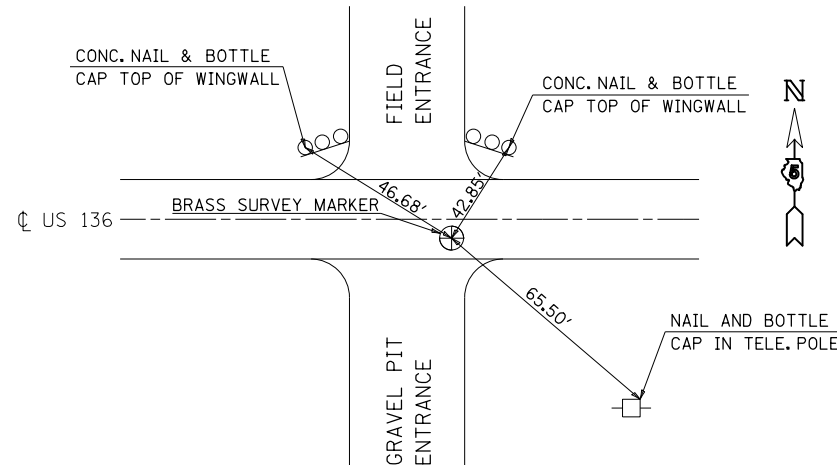 CONC. NAIL & BOTTLE
CAP TOP OF WINGWALL
FIELD
ENTRANCE
CONC. NAIL & BOTTLE
CAP TOP OF WINGWALL
N
5
46.68'
42.85'
BRASS SURVEY MARKER
℄ US 136
65.50'
NAIL AND BOTTLE
CAP IN TELE. POLE
GRAVEL PIT
ENTRANCE